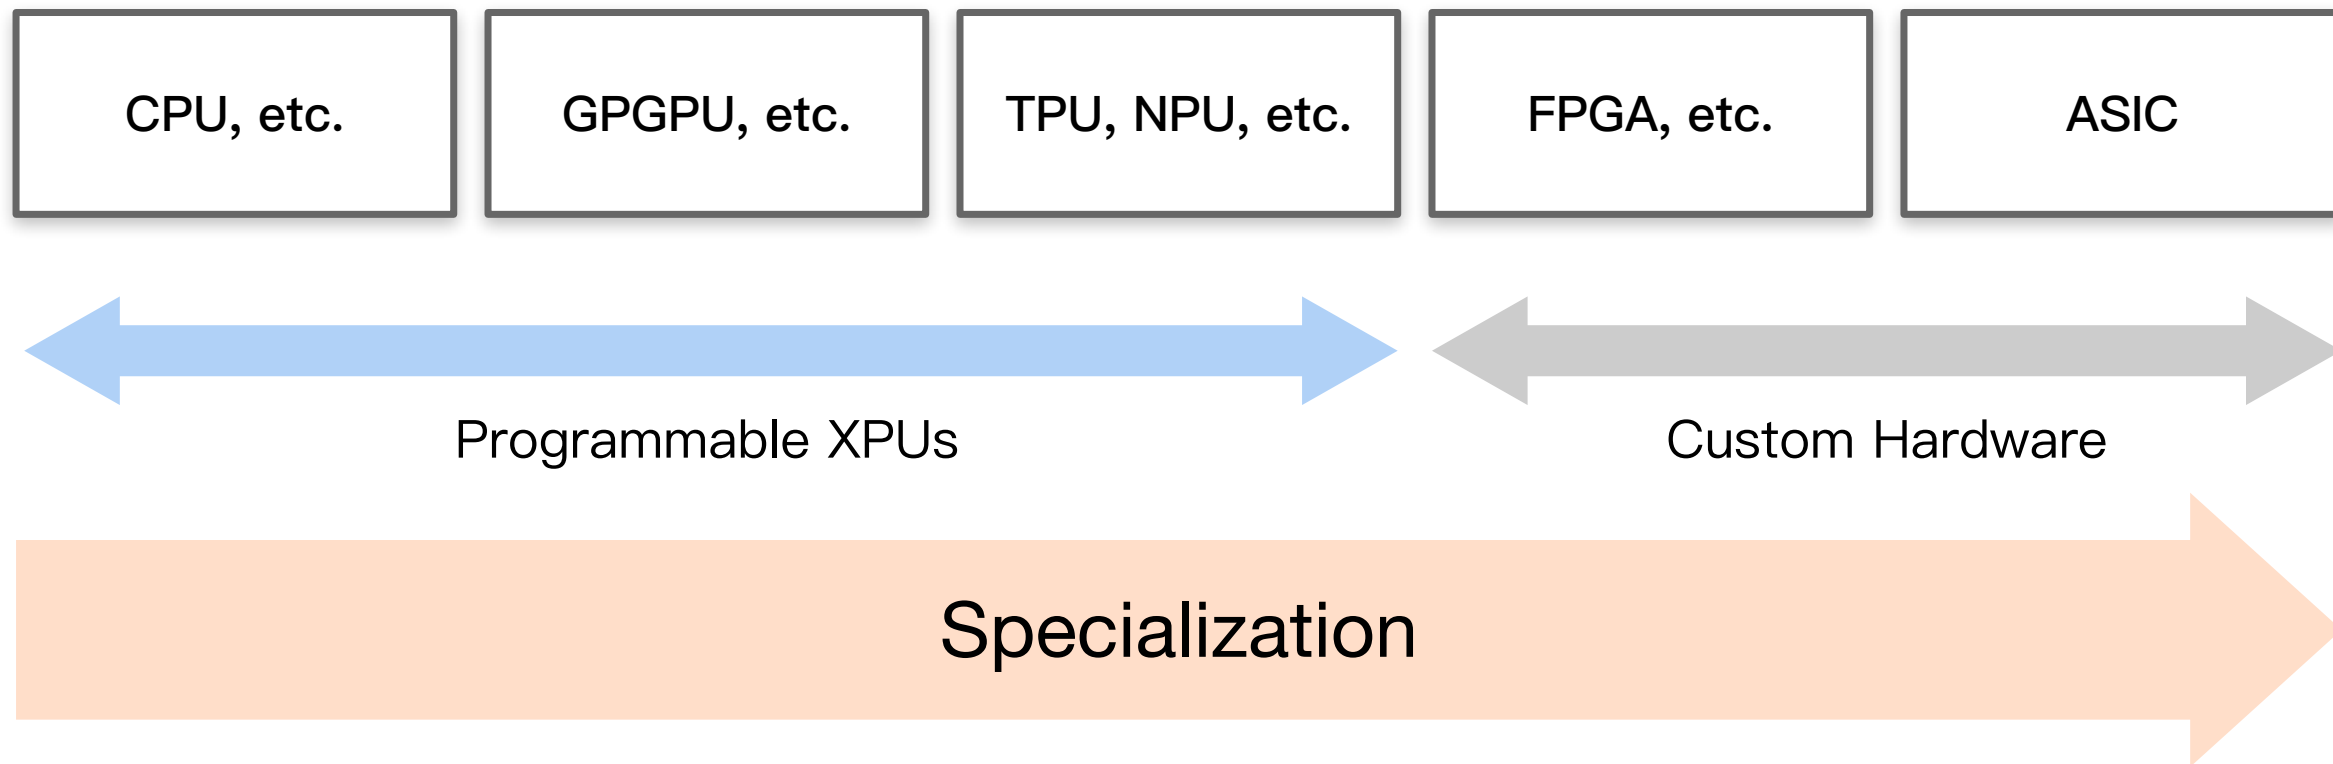 CPU, etc.
GPGPU, etc.
TPU, NPU, etc.
FPGA, etc.
ASIC
Programmable XPUs
Custom Hardware
Specialization